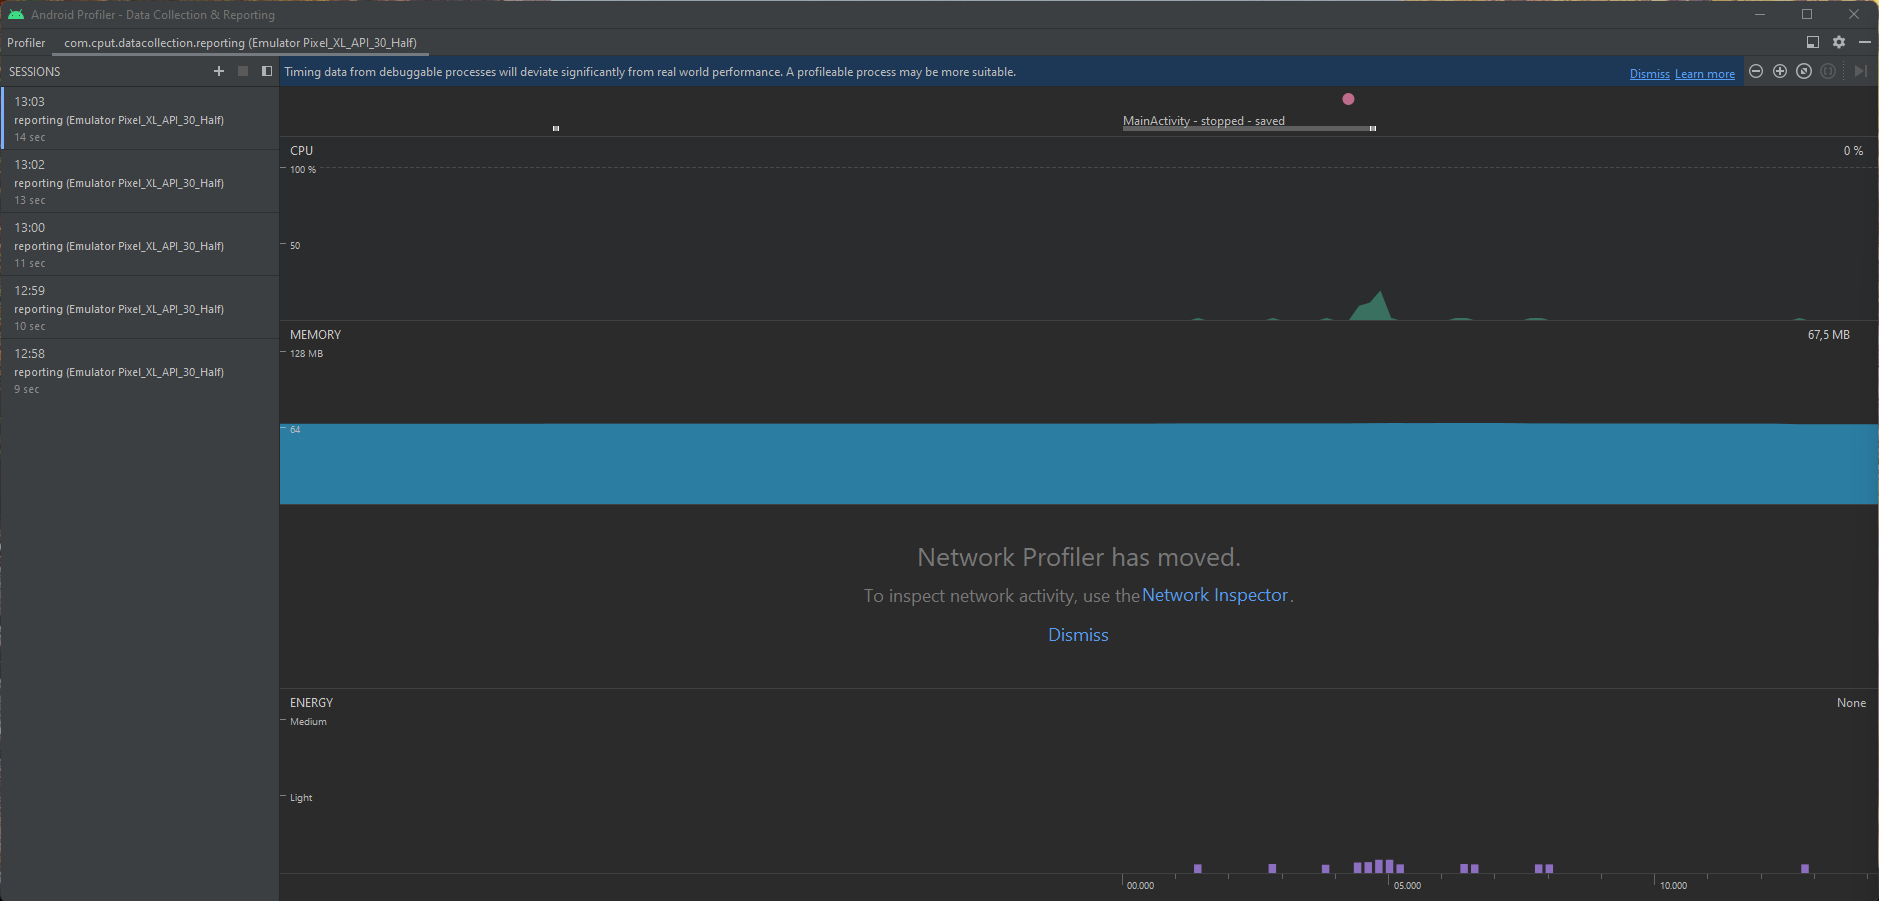 Android Profiler - Data Collection & Reporting
Profiler com.cput.datacollection.reporting (Emulator Pixel_XL_API_30_Half)
SESSIONS
Timing data from debuggable processes will deviate significantly from real world performance. A profileable process may be more suitable.
Dismiss Learn more
13:03
reporting (Emulator Pixel_XL_API_30_Half)
14 sec
13:02
reporting (Emulator Pixel_XL_API_30_Half)
13 sec
13:00
reporting (Emulator Pixel_XL_API_30_Half)
11 sec
12:59
reporting (Emulator Pixel_XL_API_30_Half)
10 sec
12:58
reporting (Emulator Pixel_XL_API_30_Half)
9 sec
MainActivity - stopped - saved
CPU 0 %
100 %
50
MEMORY 67,5 MB
128 MB
64
Network Profiler has moved.
To inspect network activity, use the Network Inspector.
Dismiss
ENERGY None
Medium
Light
00.000 05.000 10.000